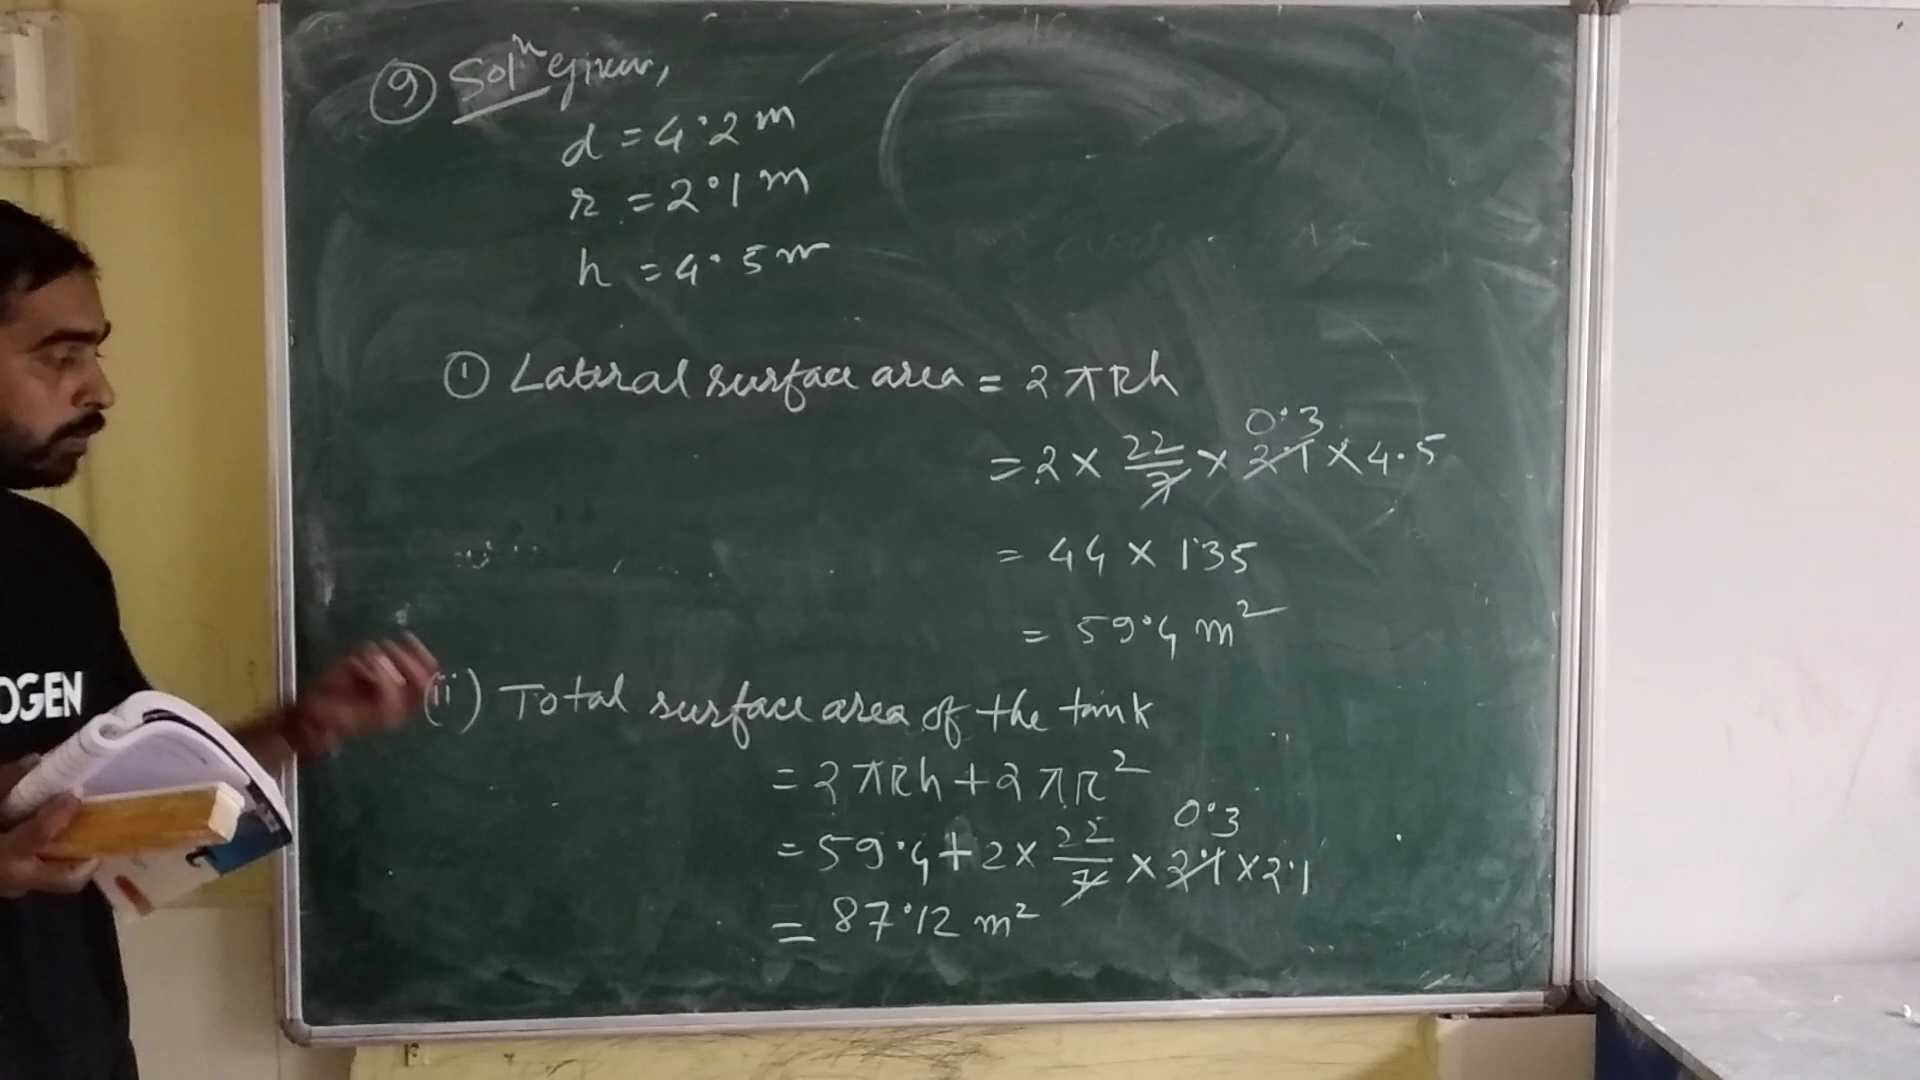 9 Solⁿ given,
d = 4.2 m
r = 2.1 m
h = 4.5 m
① Lateral surface area = 2πRh
0.3
= 2 × 22/7 × 2.1 × 4.5
= 44 × 1.35
= 59.4 m²
(ii) Total surface area of the tank
= 2πRh + 2πR²
0.3
= 59.4 + 2 × 22/7 × 2.1 × 2.1
= 87.12 m²
OGEN